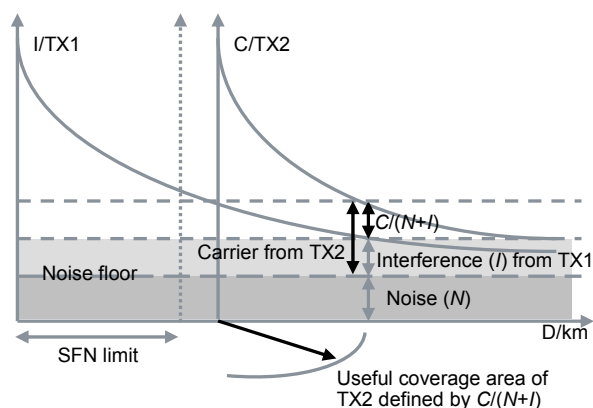 I/TX1
C/TX2
C/(N+I)
Carrier from TX2
Interference (I) from TX1
Noise floor
Noise (N)
D/km
SFN limit
Useful coverage area of
TX2 defined by C/(N+I)